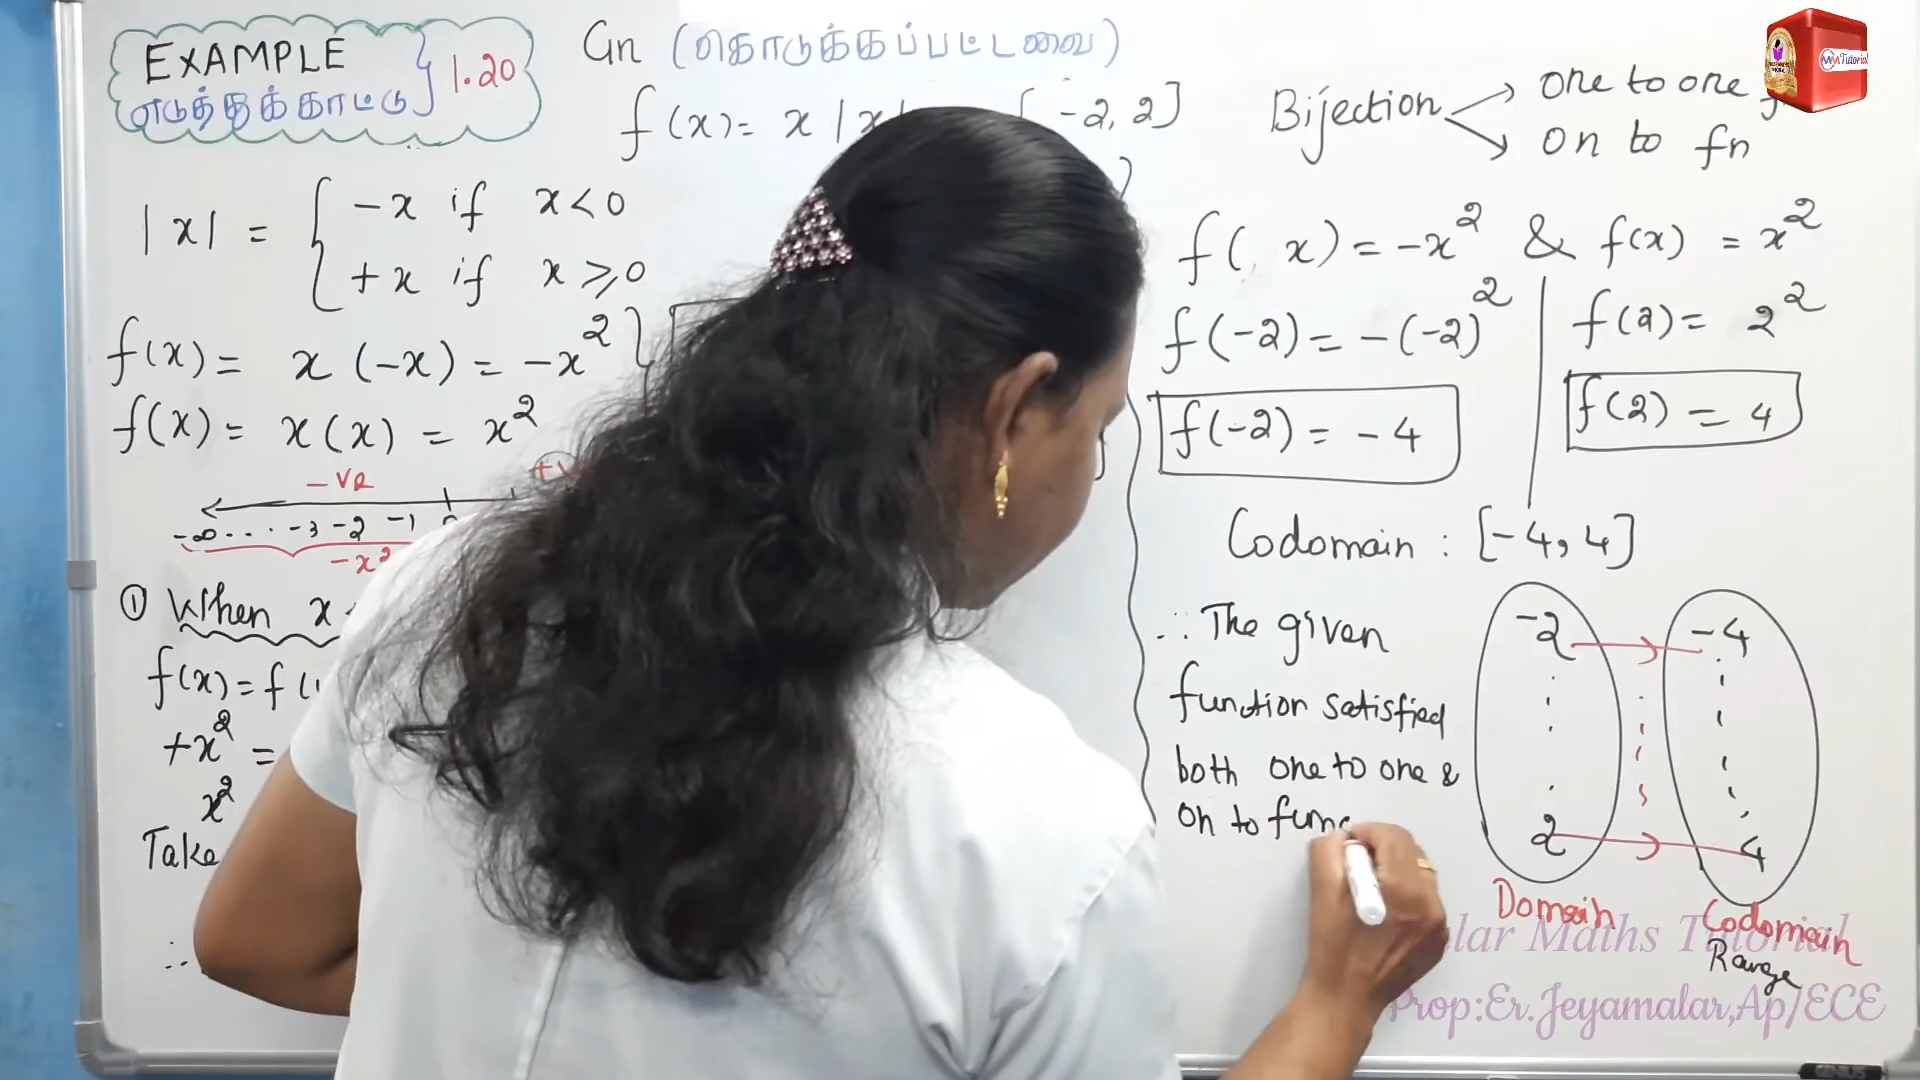 EXAMPLE
எடுத்துக்காட்டு } 1.20
Gn (கொடுக்கப்பட்டவை)
f(x) = x |x| [-2, 2]
|x| = { -x if x<0
+x if x ≥ 0
f(x) = x (-x) = -x²
f(x) = x(x) = x²
-ve
-∞ . . . -3 -2 -1
-x²
① When x
f(x) = f(
+x² =
x²
Take
∴
Bijection → one to one
→ on to fn
f( x) = -x² & f(x) = x²
f(-2) = -(-2)²
f(2) = 2²
f(-2) = -4
f(2) = 4
Codomain : [-4, 4]
∴ The given
function satisfied
both one to one &
on to func
-2 → -4
2 → 4
Domain
Codomain
Range
MM Tutorial
lar Maths Tutorial
Prop:Er.Jeyamalar,Ap/ECE